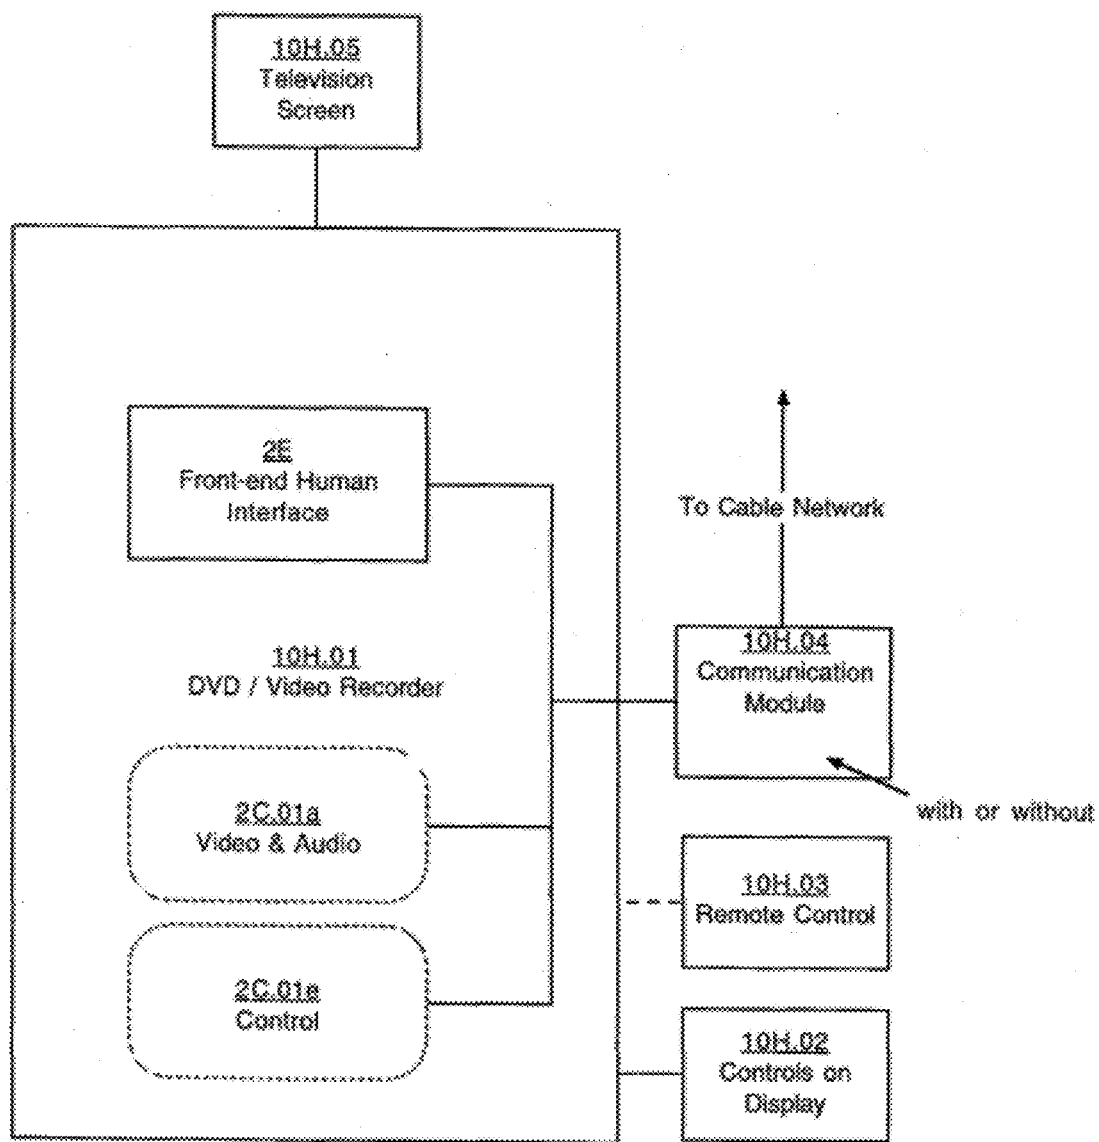 10H.05
Television
Screen
2E
Front-end Human
Interface
To Cable Network
10H.01
DVD / Video Recorder
10H.04
Communication
Module
with or without
2C.01a
Video & Audio
10H.03
Remote Control
2C.01e
Control
10H.02
Controls on
Display